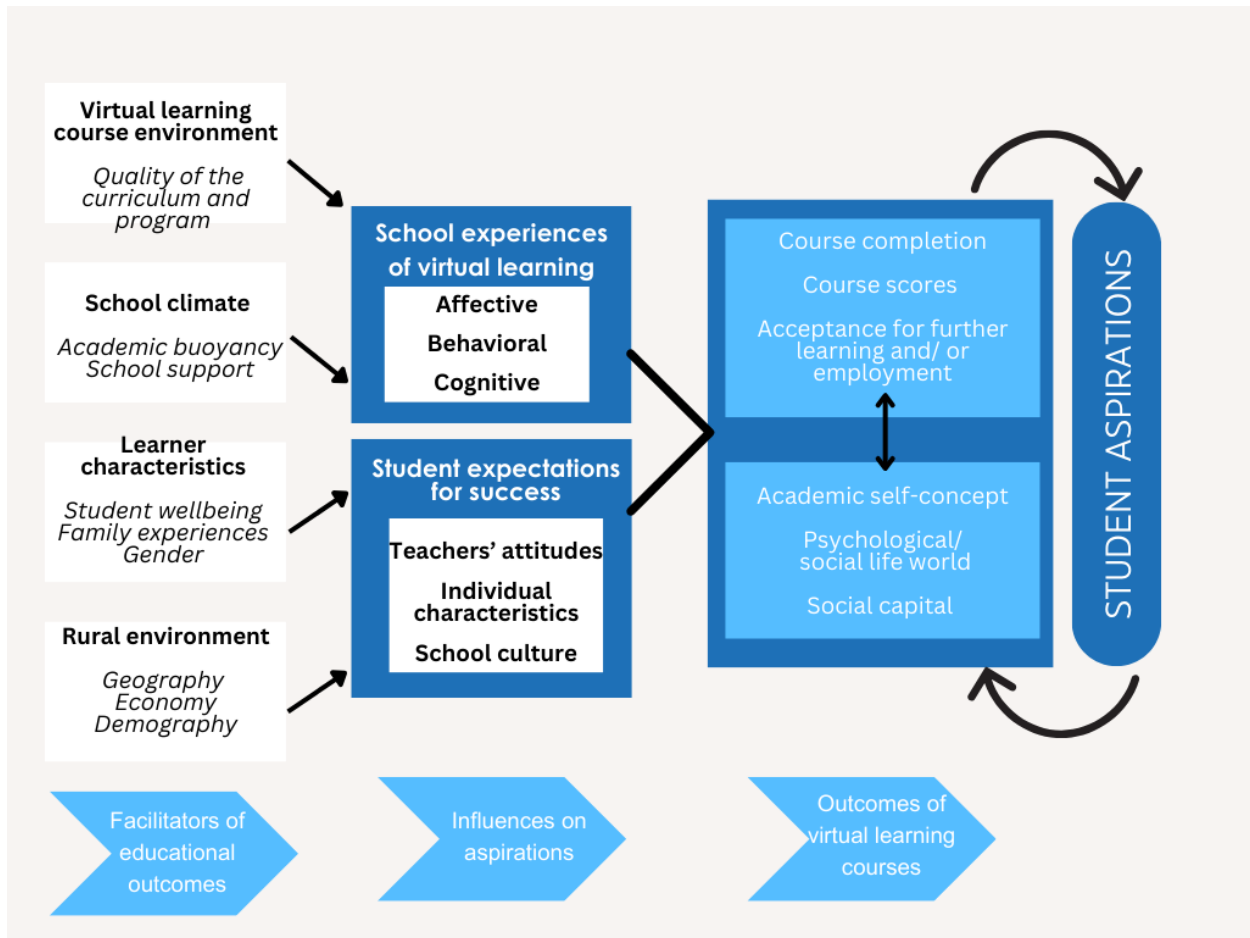 Virtual learning
course environment
Quality of the
curriculum and
program
School climate
Academic buoyancy
School support
Learner
characteristics
Student wellbeing
Family experiences
Gender
Rural environment
Geography
Economy
Demography
School experiences
of virtual learning
Affective
Behavioral
Cognitive
Student expectations
for success
Teachers’ attitudes
Individual
characteristics
School culture
Course completion
Course scores
Acceptance for further
learning and/ or
employment
Academic self-concept
Psychological/
social life world
Social capital
STUDENT ASPIRATIONS
Facilitators of
educational
outcomes
Influences on
aspirations
Outcomes of
virtual learning
courses